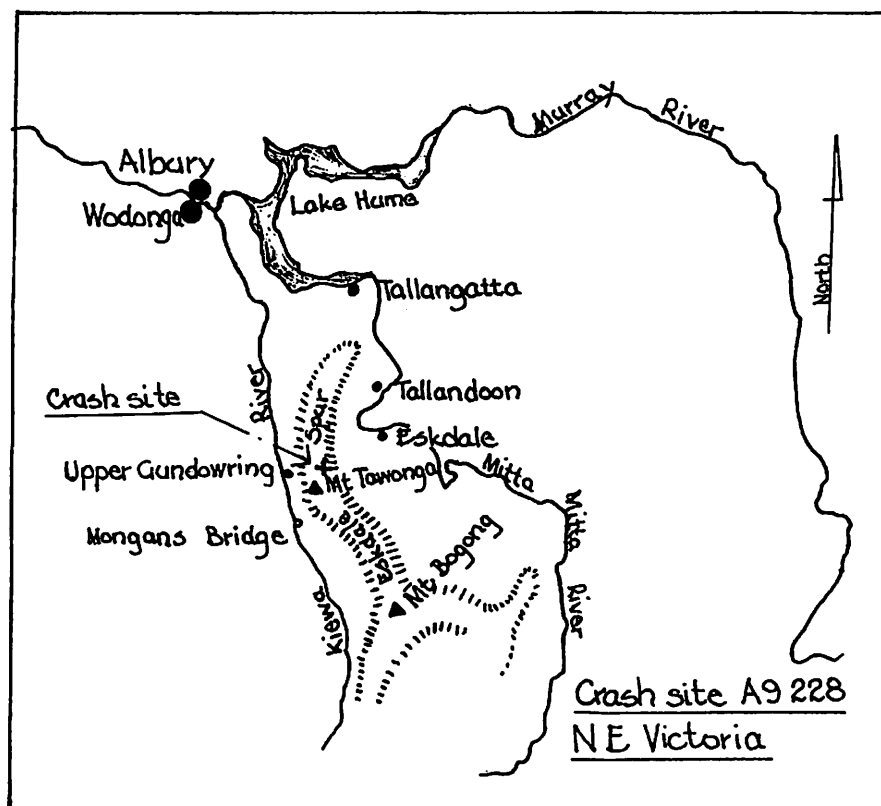 Murray River
Albury
Wodonga
Lake Hume
North
Tallangatta
Tallandoon
Crash site
River
Spur
Eskdale
Upper Gundowring
Mt Tawonga
Mitta
Mitta
River
Mongans Bridge
Eskdale
Mt. Bogong
Kiewa
Crash site A9 228
N E Victoria